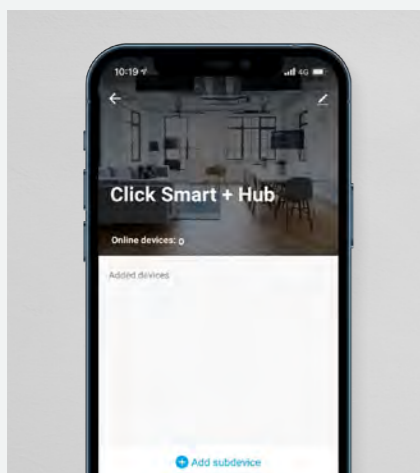 10:19
4G
Click Smart + Hub
Online devices: 0
Added devices
Add subdevice